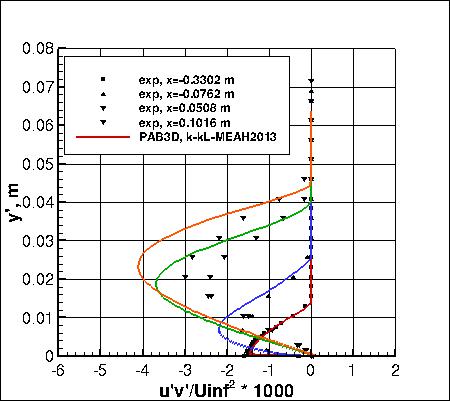 0.08
exp, x=-0.3302 m
exp, x=-0.0762 m
exp, x=0.0508 m
exp, x=0.1016 m
PAB3D, k-kL-MEAH2013
0.07
0.06
0.05
0.04
0.03
0.02
0.01
0
y', m
-6 -5 -4 -3 -2 -1 0 1 2
u'v'/Uinf² * 1000